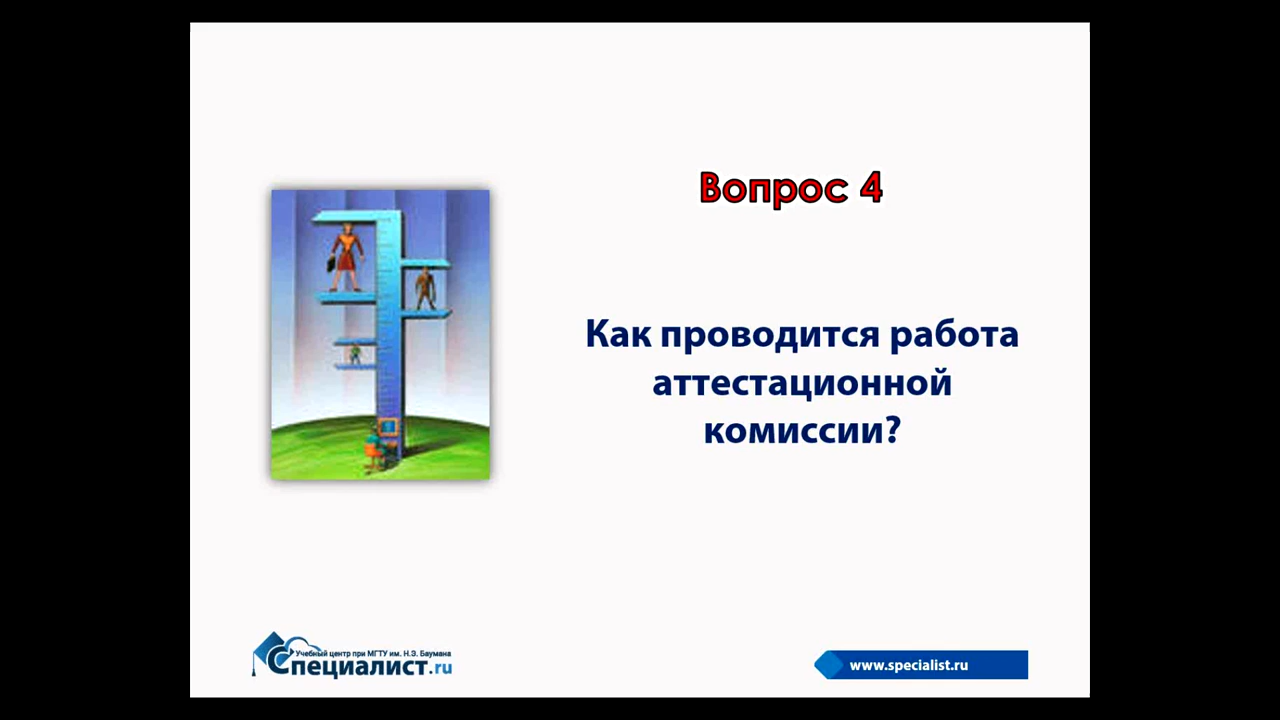 Вопрос 4
Как проводится работа
аттестационной
комиссии?
Учебный центр при МГТУ им. Н.Э. Баумана
Специалист.ru
www.specialist.ru